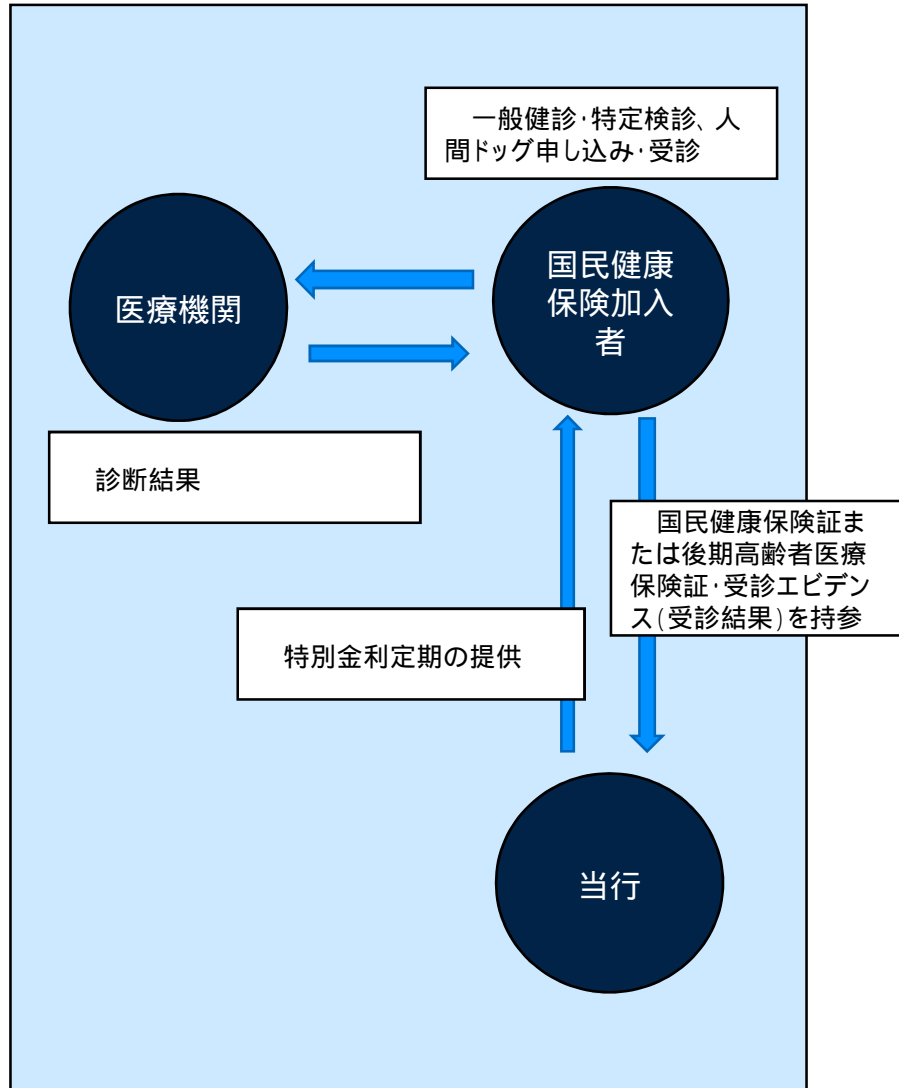 一般健診･特定検診、人
間ドッグ申し込み･受診
国民健康
保険加入
者
医療機関
診断結果
国民健康保険証ま
たは後期高齢者医療
保険証･受診エビデン
ス(受診結果)を持参
特別金利定期の提供
当行